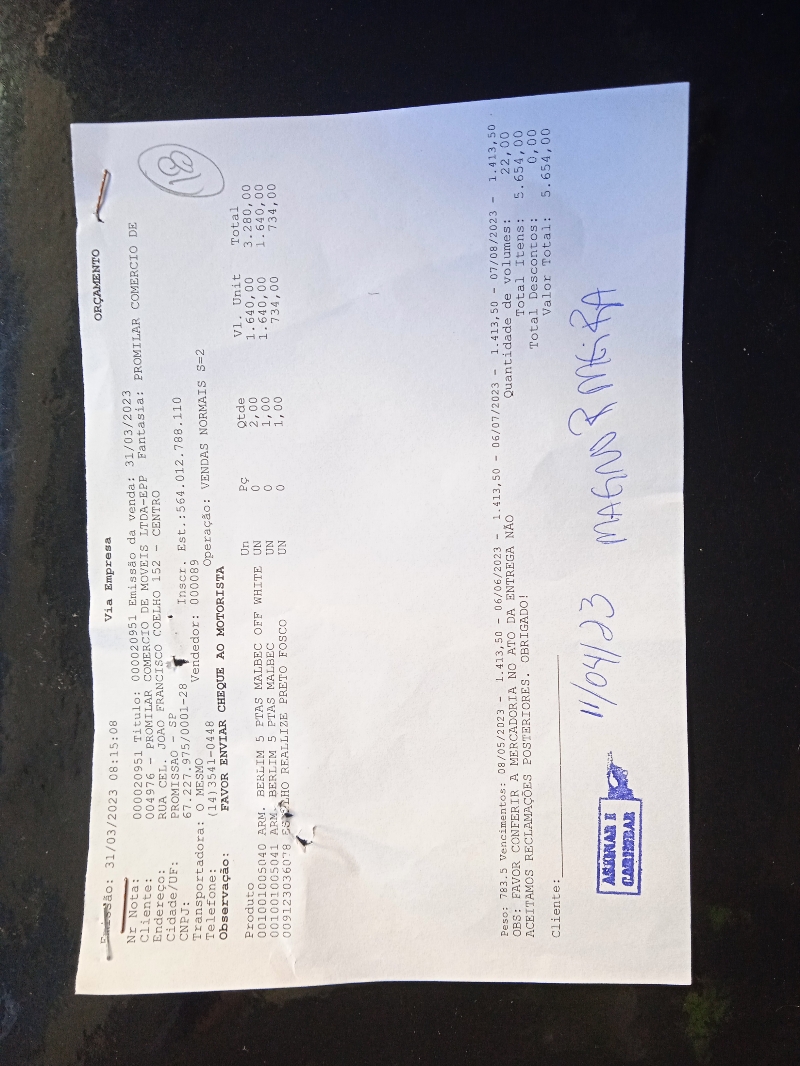 ORÇAMENTO
Emissão: 31/03/2023 08:15:08 Via Empresa
18
Nr Nota: 000020951 Titulo: 000020951 Emissão da venda: 31/03/2023
Cliente: 004976 - PROMILAR COMERCIO DE MOVEIS LTDA-EPP Fantasia: PROMILAR COMERCIO DE
Endereço: RUA CEL. JOAO FRANCISCO COELHO 152 - CENTRO
Cidade/UF: PROMISSAO - SP
CNPJ: 67.227.975/0001-28 Inscr. Est.:564.012.788.110
Transportadora: O MESMO Vendedor: 000089
Telefone: (14)3541-0448 Operação: VENDAS NORMAIS S=2
Observação: FAVOR ENVIAR CHEQUE AO MOTORISTA
Produto Un Pç Qtde Vl. Unit Total
001001005040 ARM. BERLIM 5 PTAS MALBEC OFF WHITE UN 0 2,00 1.640,00 3.280,00
001001005041 ARM. BERLIM 5 PTAS MALBEC UN 0 1,00 1.640,00 1.640,00
009123036078 ESPELHO REALLIZE PRETO FOSCO UN 0 1,00 734,00 734,00
Peso: 783.5 Vencimentos: 08/05/2023 - 1.413,50 - 06/06/2023 - 1.413,50 - 06/07/2023 - 1.413,50 - 07/08/2023 - 1.413,50 -
OBS: FAVOR CONFERIR A MERCADORIA NO ATO DA ENTREGA NÃO Quantidade de volumes: 22,00
ACEITAMOS RECLAMAÇÕES POSTERIORES. OBRIGADO! Total Itens: 5.654,00
Total Descontos: 0,00
Cliente: Valor Total: 5.654,00
ASSINAR E
CARIMBAR
11/04/23 MAGNO R MEIRA